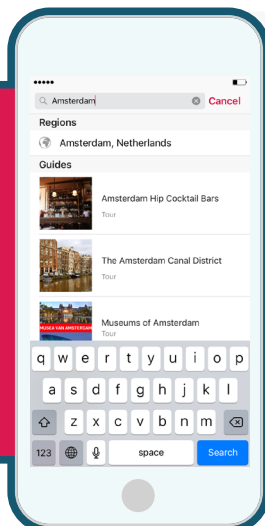 Amsterdam
Cancel
Regions
Amsterdam, Netherlands
Guides
Amsterdam Hip Cocktail Bars
Tour
The Amsterdam Canal District
Tour
MUSEA VAN AMSTERDAM
Museums of Amsterdam
Tour
q w e r t y u i o p
a s d f g h j k l
z x c v b n m
123 space Search